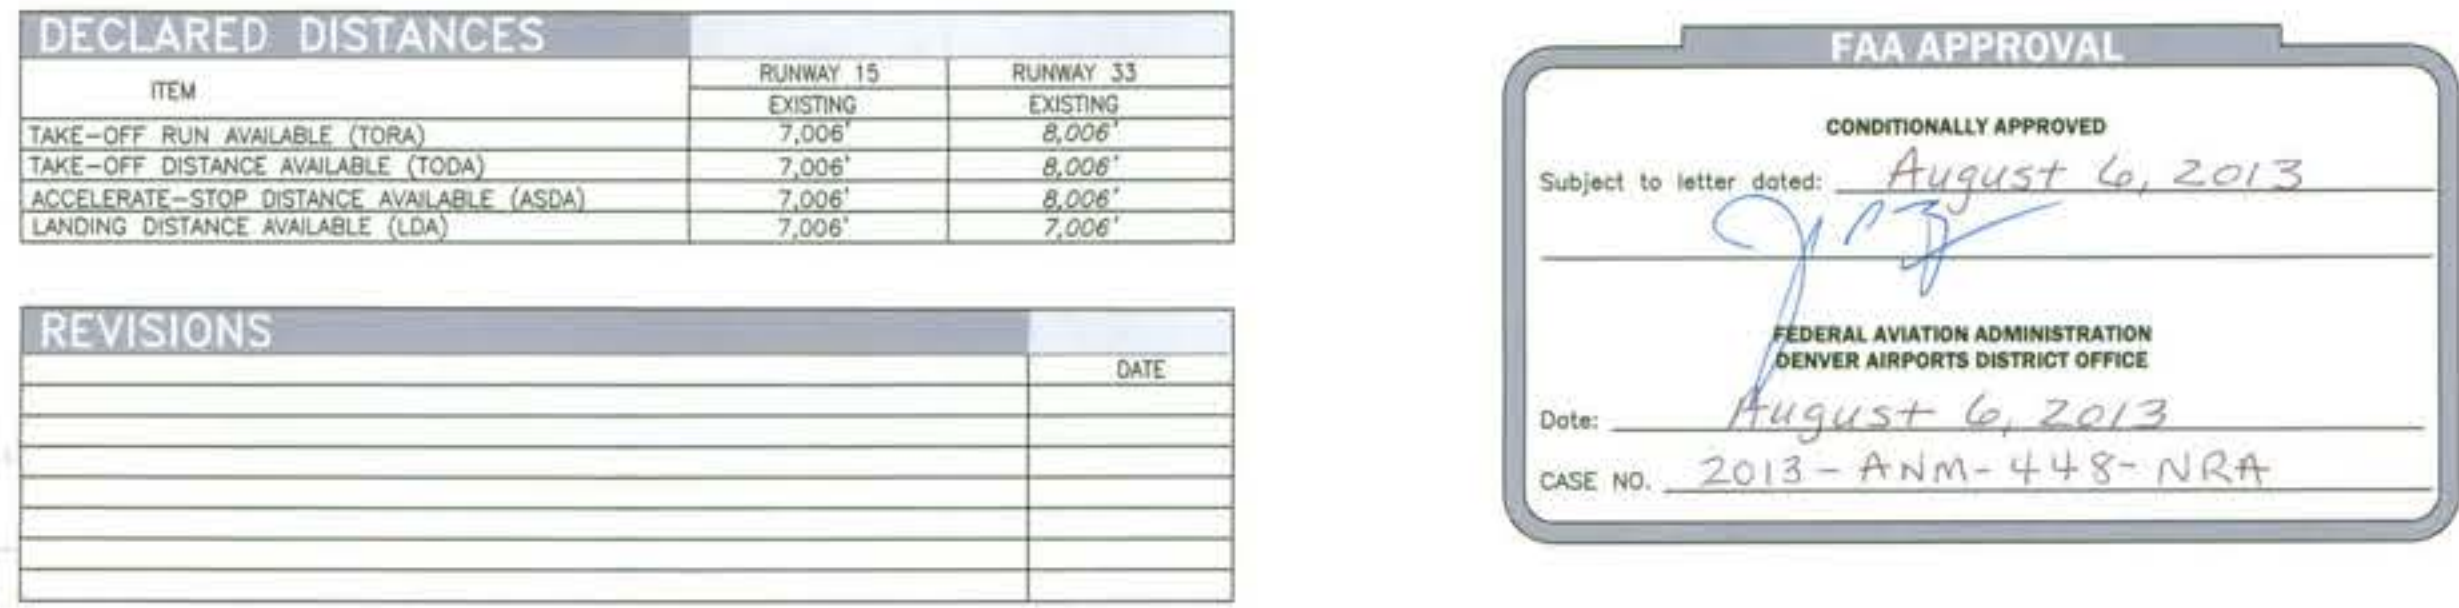 DECLARED DISTANCES
ITEM RUNWAY 15 RUNWAY 33
EXISTING EXISTING
TAKE-OFF RUN AVAILABLE (TORA) 7,006' 8,006'
TAKE-OFF DISTANCE AVAILABLE (TODA) 7,006' 8,006'
ACCELERATE-STOP DISTANCE AVAILABLE (ASDA) 7,006' 8,006'
LANDING DISTANCE AVAILABLE (LDA) 7,006' 7,006'
REVISIONS
DATE
FAA APPROVAL
CONDITIONALLY APPROVED
Subject to letter dated: August 6, 2013
FEDERAL AVIATION ADMINISTRATION
DENVER AIRPORTS DISTRICT OFFICE
Date: August 6, 2013
CASE NO. 2013-ANM-448-NRA